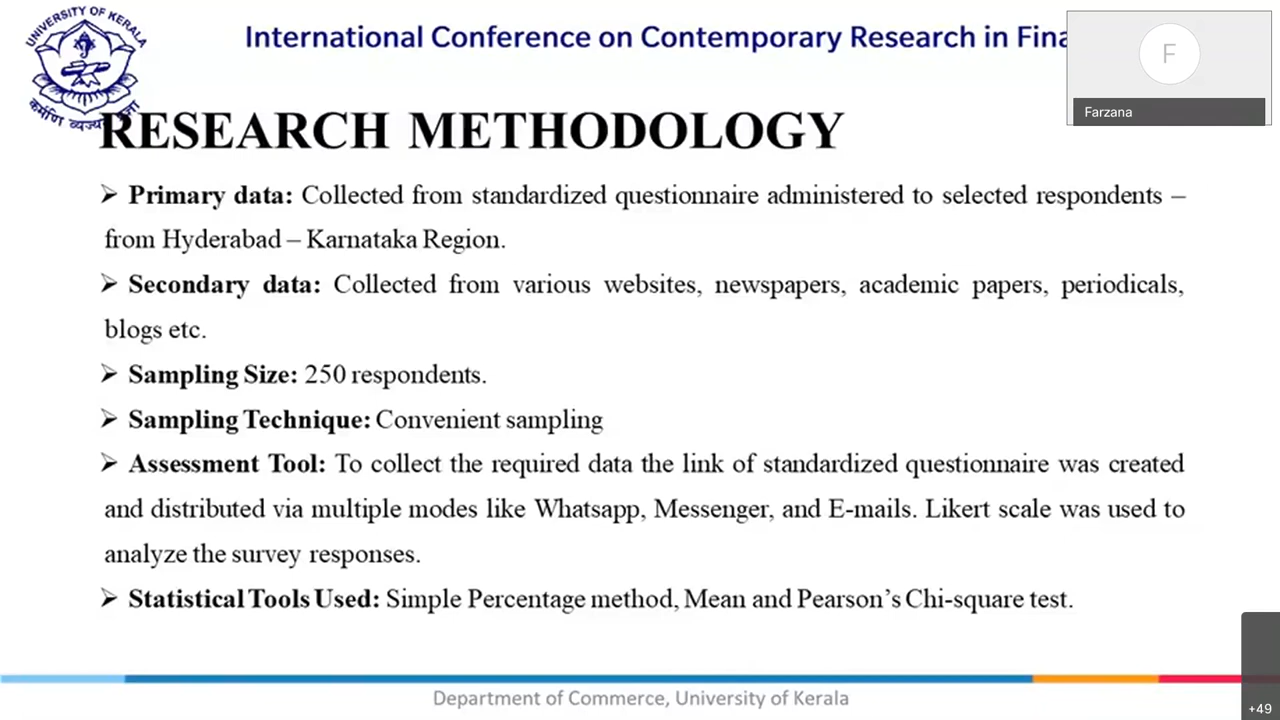 UNIVERSITY OF KERALA
International Conference on Contemporary Research in Fina
F
Farzana
कर्मणि व्यज्यते प्रज्ञा
RESEARCH METHODOLOGY
➢ Primary data: Collected from standardized questionnaire administered to selected respondents –
from Hyderabad – Karnataka Region.
➢ Secondary data: Collected from various websites, newspapers, academic papers, periodicals,
blogs etc.
➢ Sampling Size: 250 respondents.
➢ Sampling Technique: Convenient sampling
➢ Assessment Tool: To collect the required data the link of standardized questionnaire was created
and distributed via multiple modes like Whatsapp, Messenger, and E-mails. Likert scale was used to
analyze the survey responses.
➢ Statistical Tools Used: Simple Percentage method, Mean and Pearson’s Chi-square test.
Department of Commerce, University of Kerala
+49